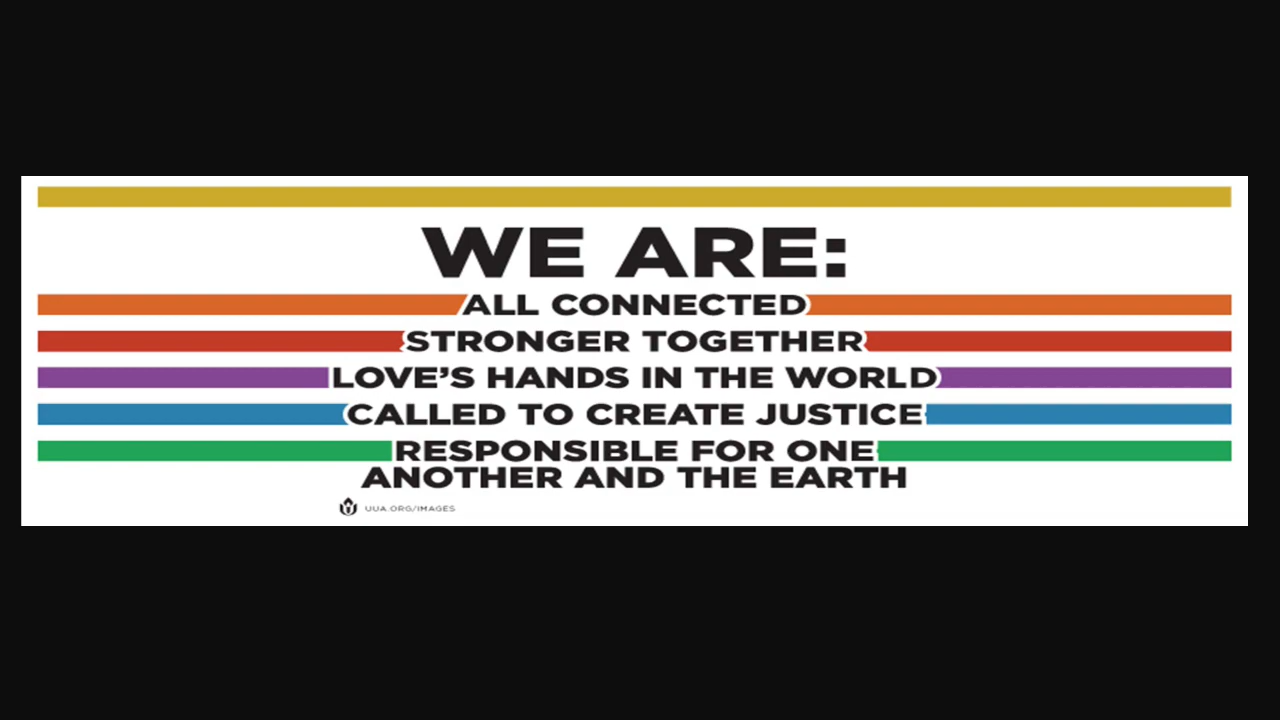 WE ARE:
ALL CONNECTED
STRONGER TOGETHER
LOVE’S HANDS IN THE WORLD
CALLED TO CREATE JUSTICE
RESPONSIBLE FOR ONE
ANOTHER AND THE EARTH
UUA.ORG/IMAGES